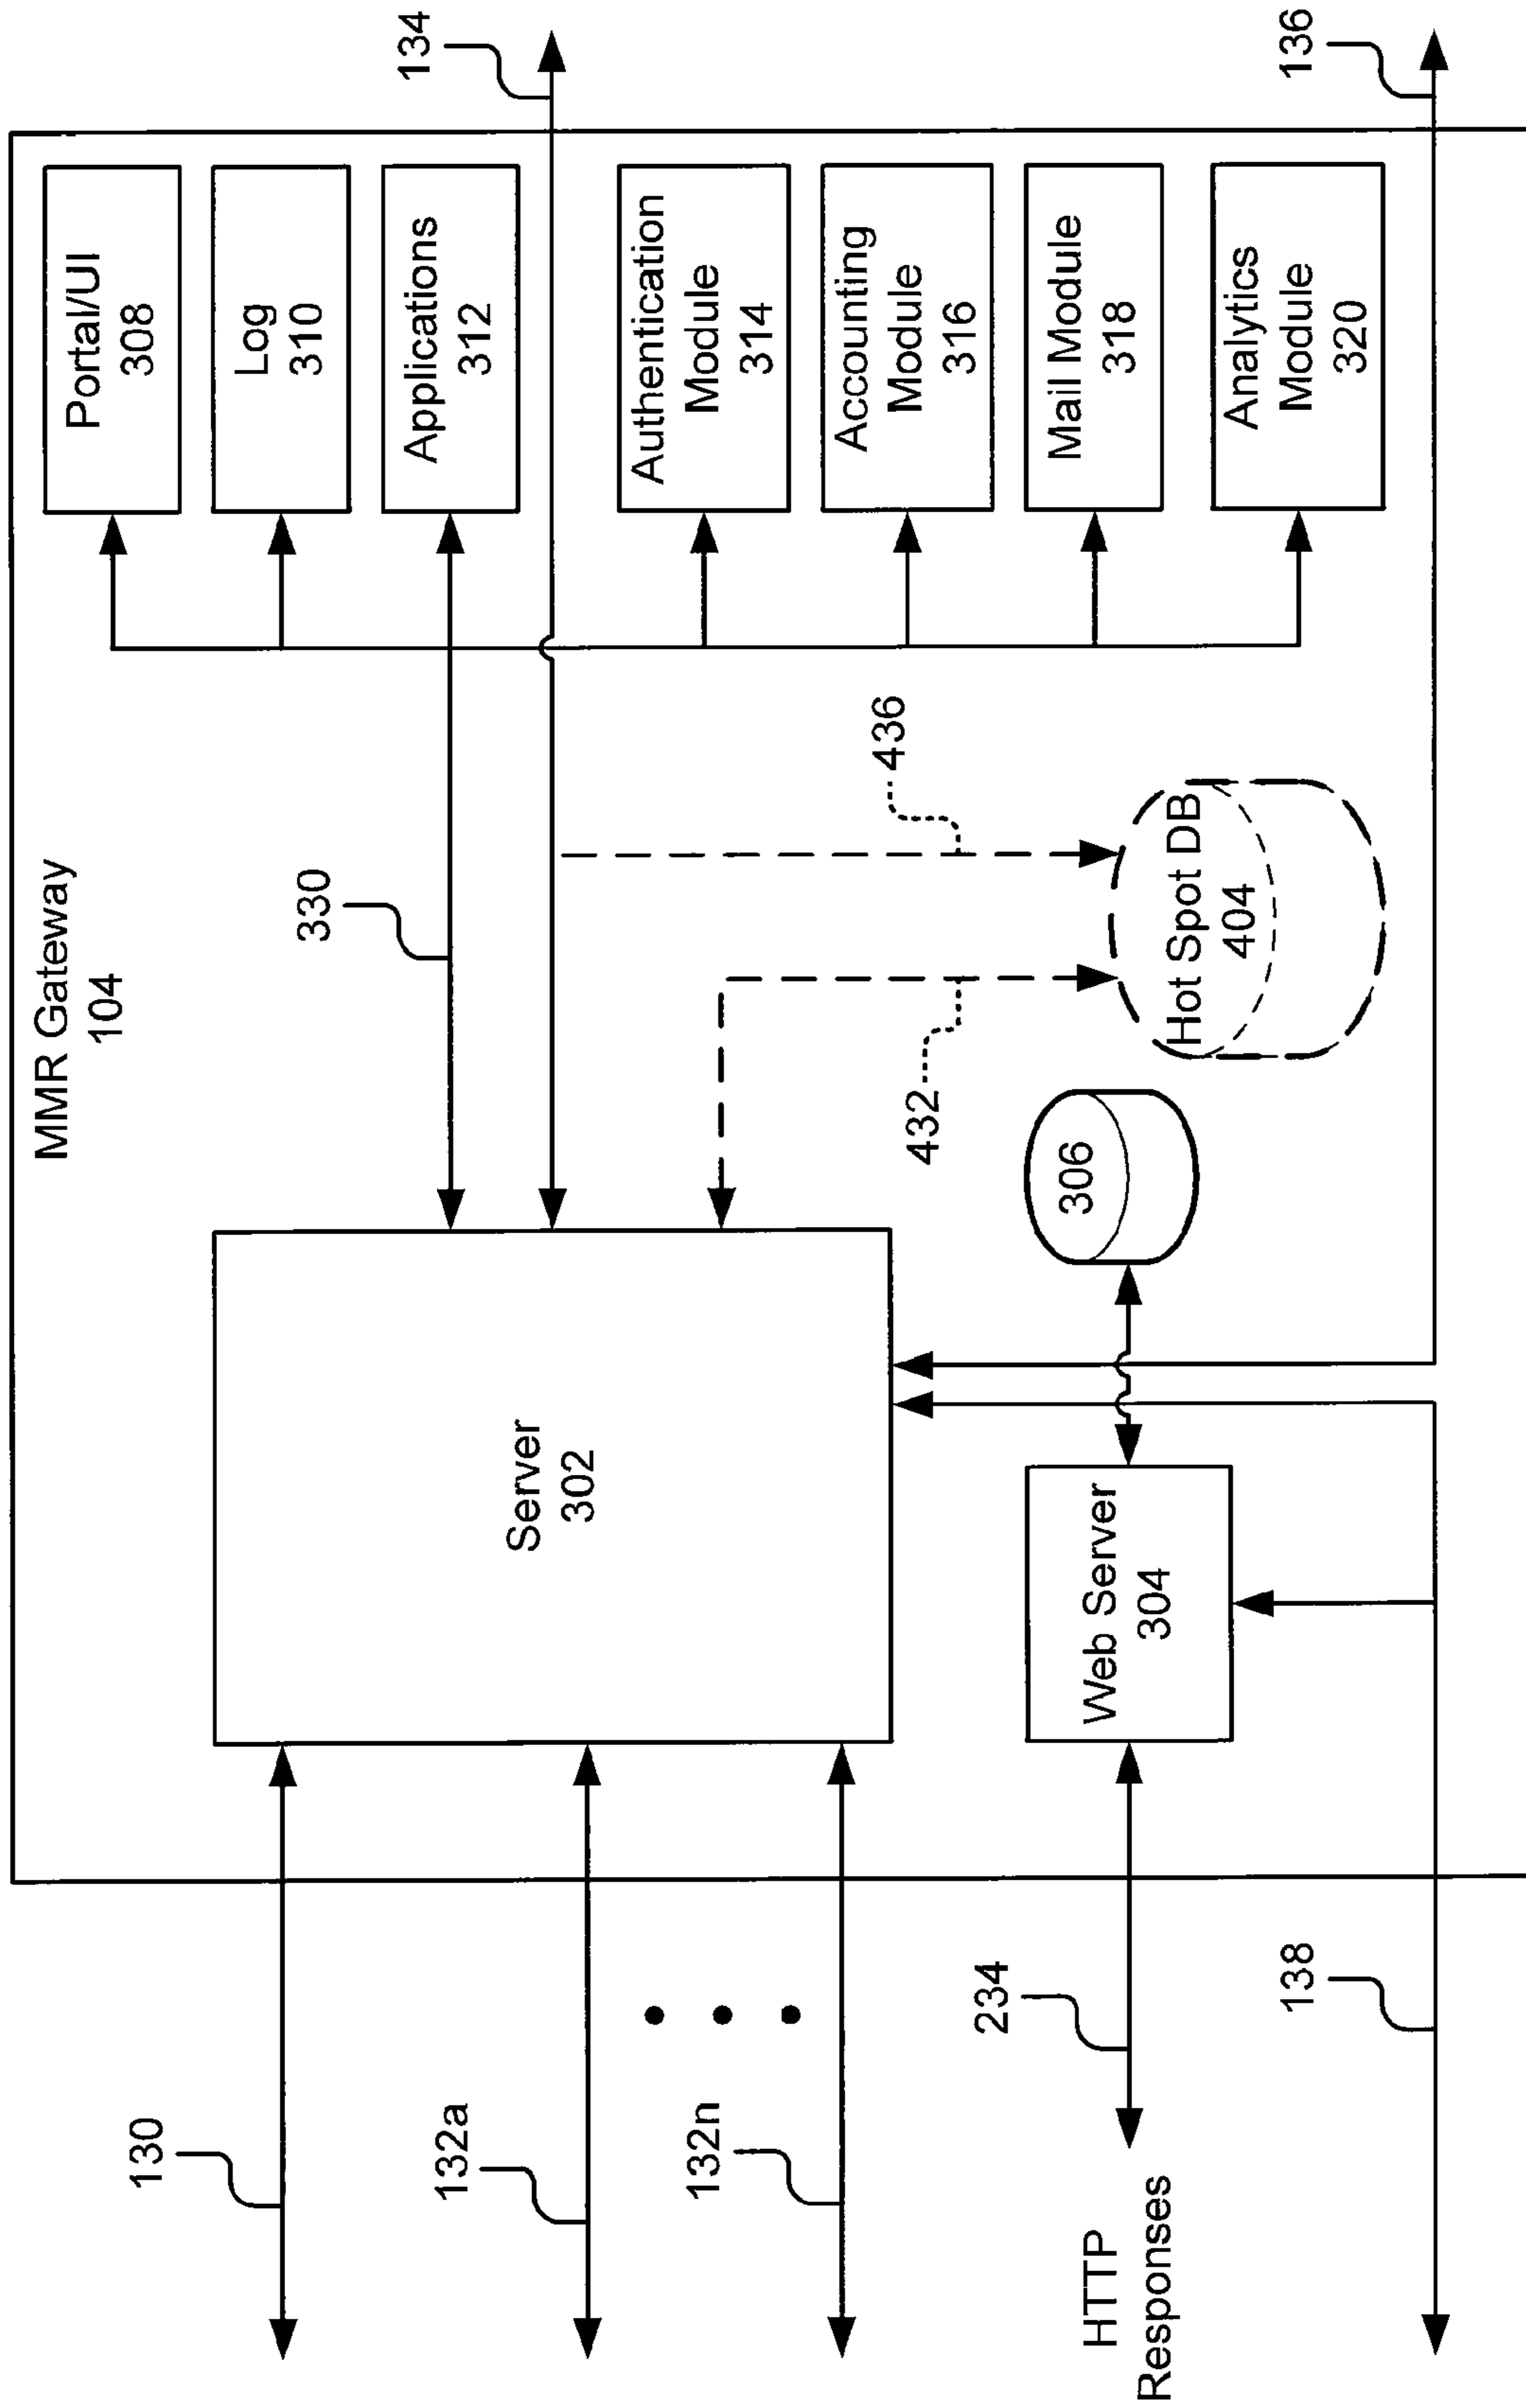 MMR Gateway
104
130
132a
132n
234
HTTP
Responses
138
Server
302
Web Server
304
306
330
432
436
Hot Spot DB
404
Portal/UI
308
Log
310
Applications
312
134
Authentication
Module
314
Accounting
Module
316
Mail Module
318
Analytics
Module
320
136